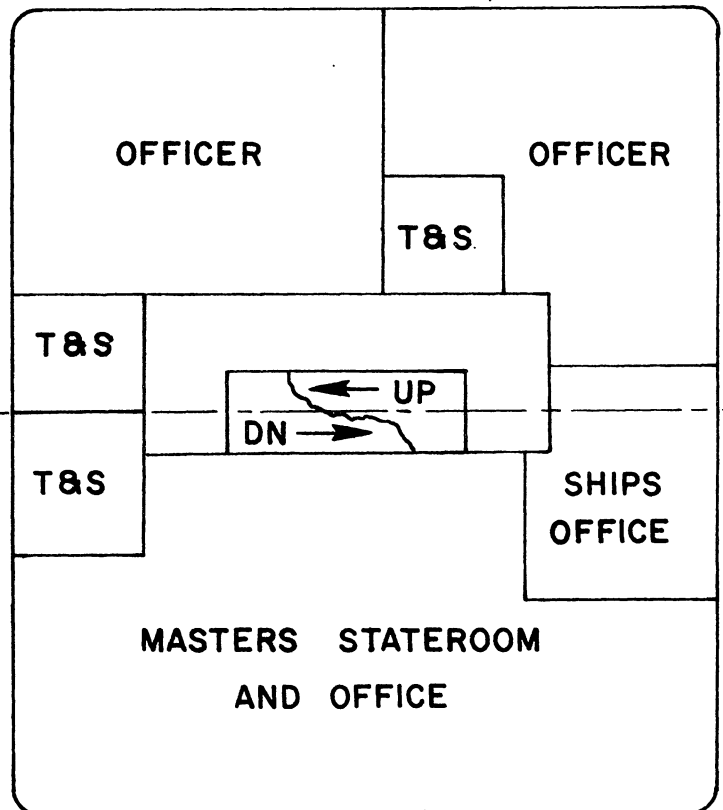 OFFICER
OFFICER
T&S
T&S
UP
DN
T&S
SHIPS
OFFICE
MASTERS STATEROOM
AND OFFICE